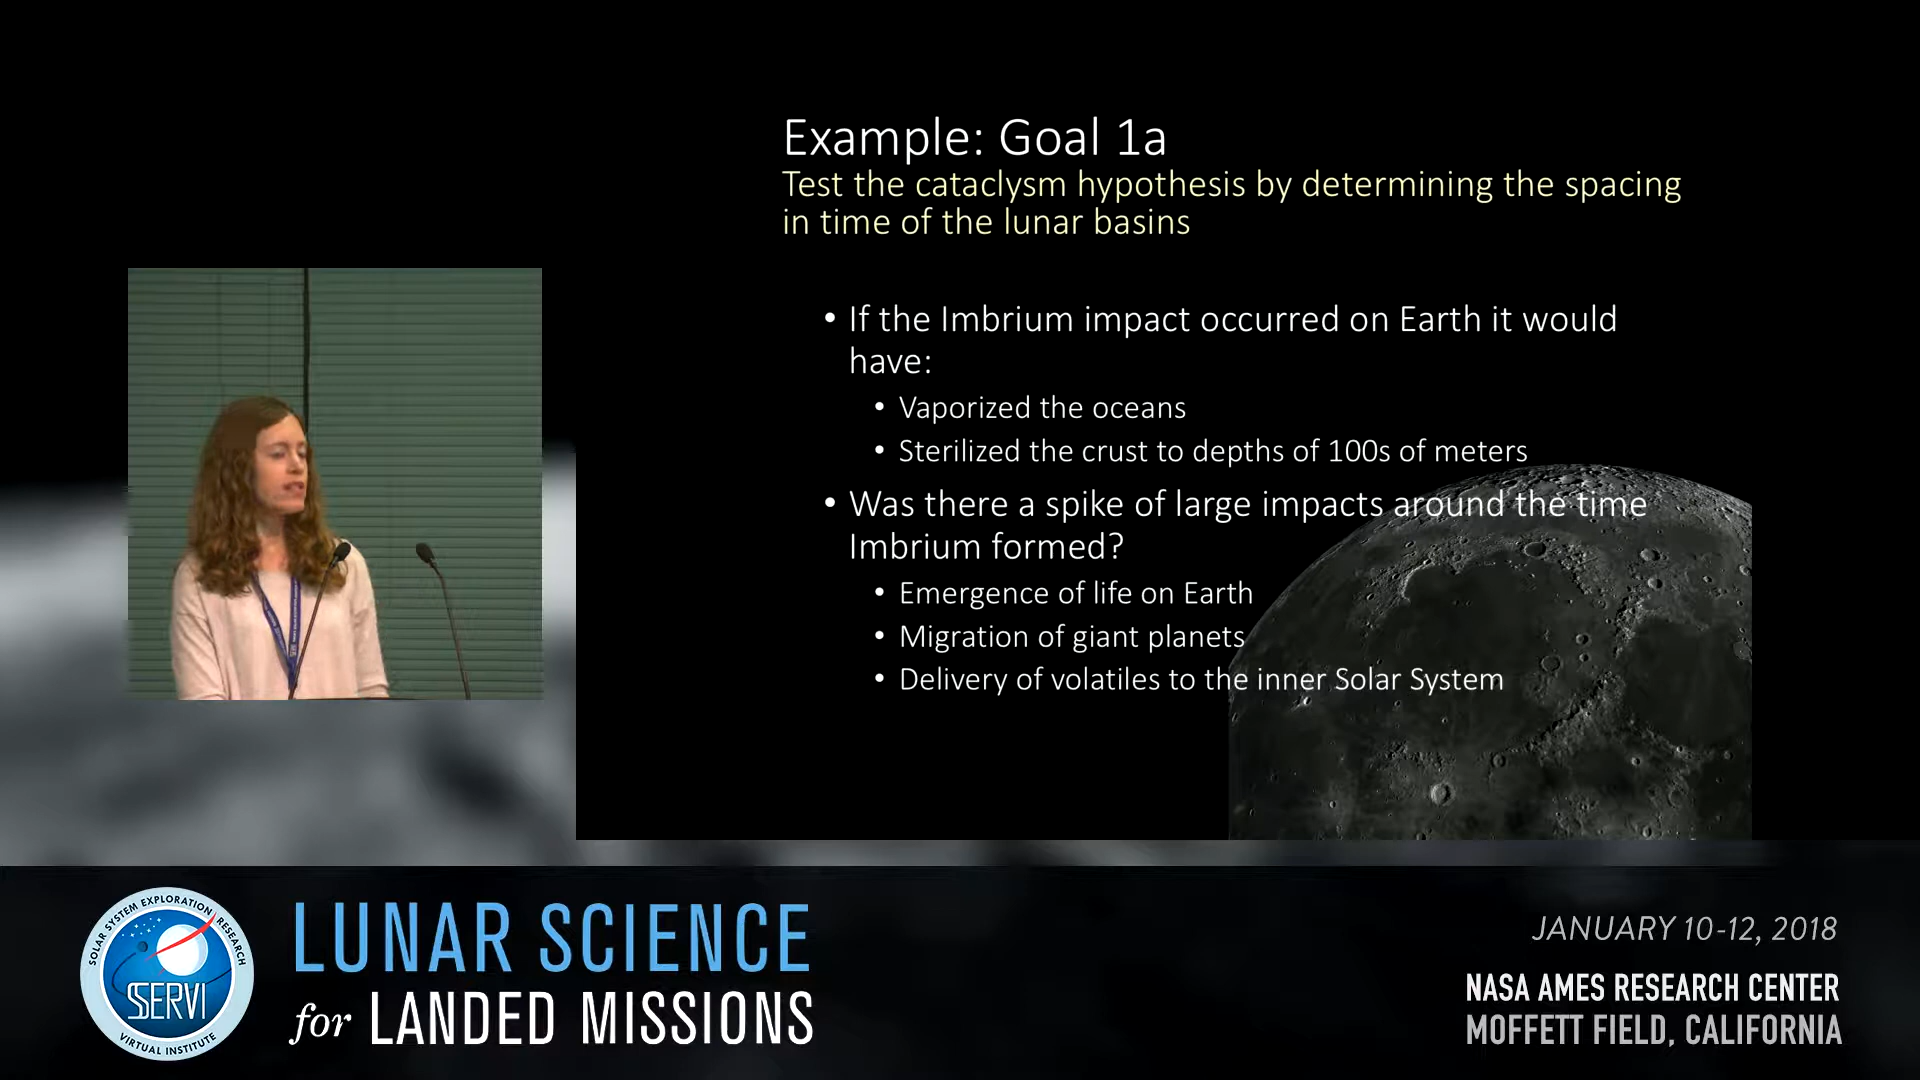 Example: Goal 1a
Test the cataclysm hypothesis by determining the spacing
in time of the lunar basins
• If the Imbrium impact occurred on Earth it would
have:
• Vaporized the oceans
• Sterilized the crust to depths of 100s of meters
• Was there a spike of large impacts around the time
Imbrium formed?
• Emergence of life on Earth
• Migration of giant planets
• Delivery of volatiles to the inner Solar System
SOLAR SYSTEM EXPLORATION RESEARCH
SSERVI
VIRTUAL INSTITUTE
LUNAR SCIENCE
for LANDED MISSIONS
JANUARY 10-12, 2018
NASA AMES RESEARCH CENTER
MOFFETT FIELD, CALIFORNIA